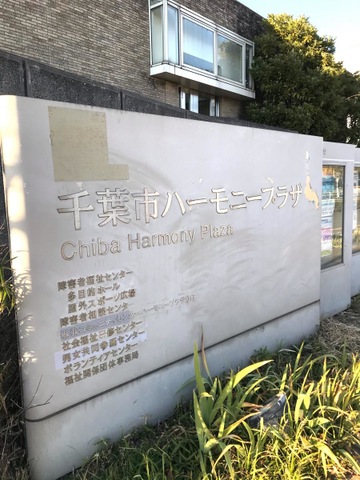 千葉市ハーモニープラザ
Chiba Harmony Plaza
障害者福祉センター
多目的ホール
屋外スポーツ広場
障害者相談センター
社会福祉研修センター
男女共同参画センター
ボランティアセンター
福祉関係団体事務局